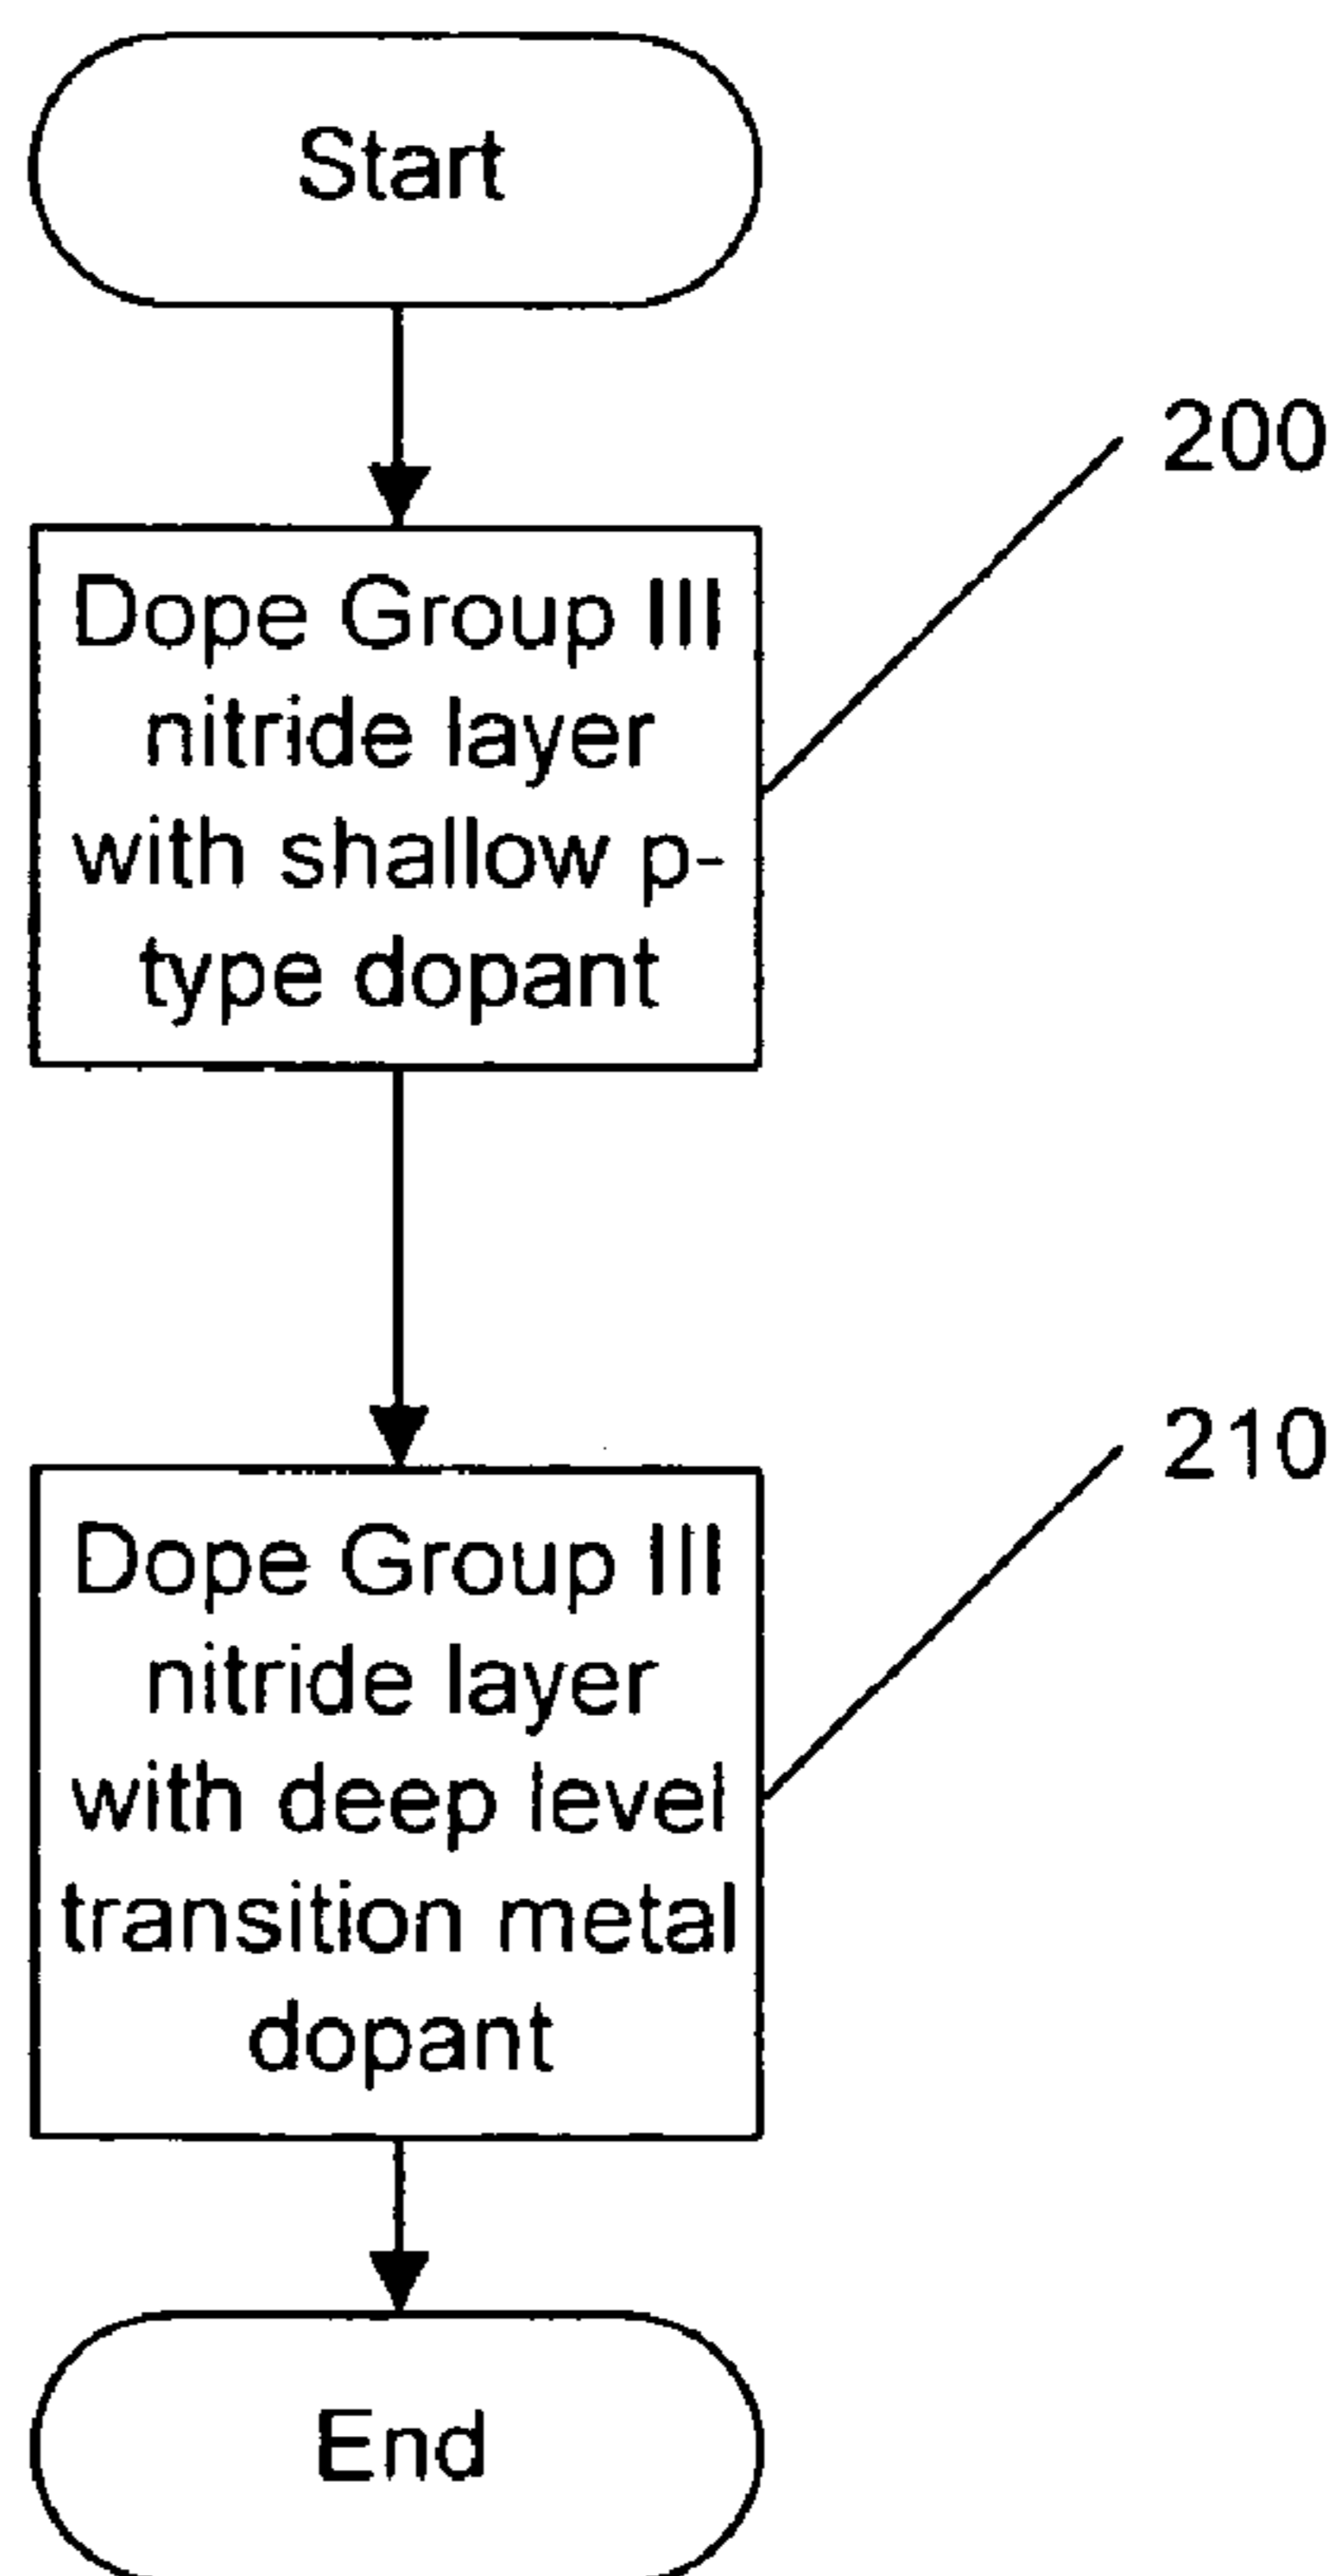 Start
200
Dope Group III
nitride layer
with shallow p-
type dopant
210
Dope Group III
nitride layer
with deep level
transition metal
dopant
End